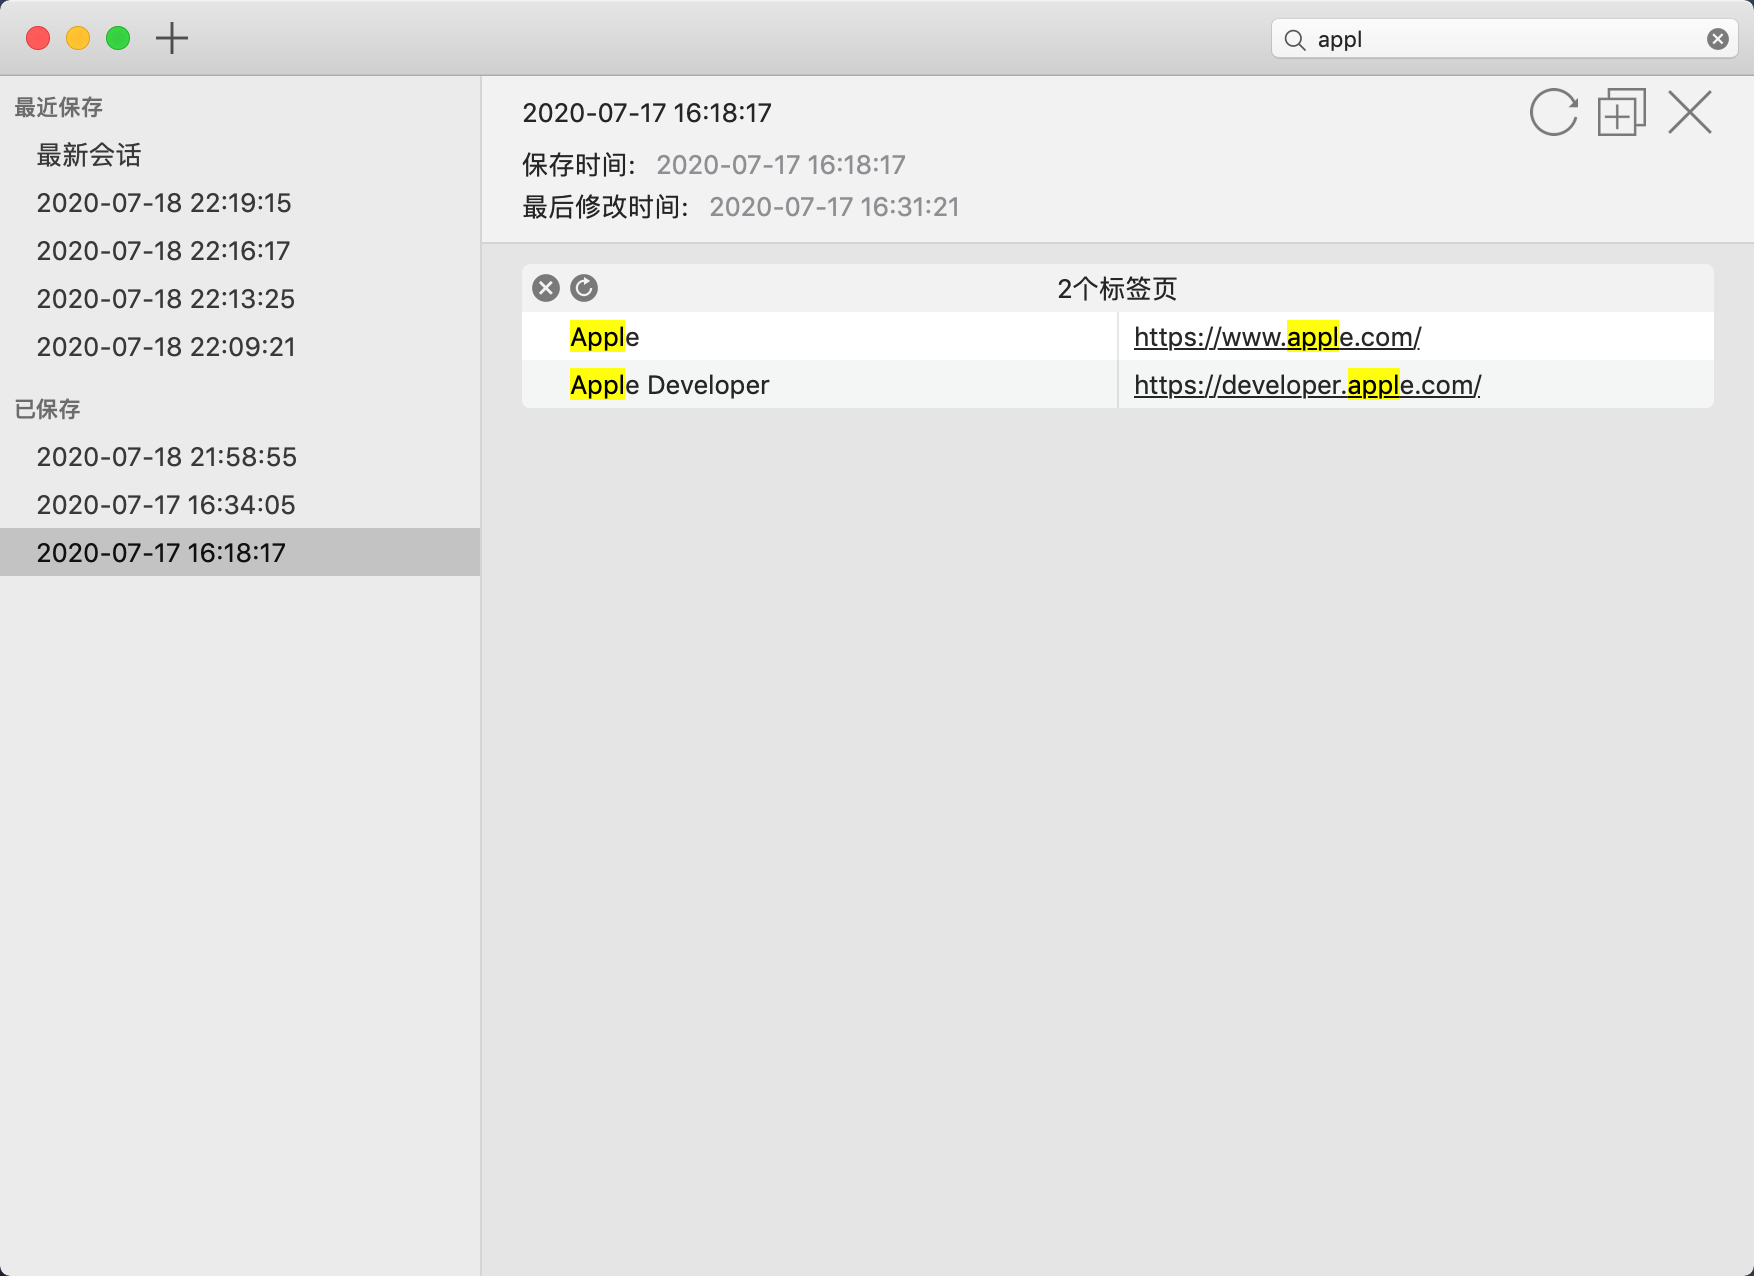 appl
最近保存
最新会话
2020-07-18 22:19:15
2020-07-18 22:16:17
2020-07-18 22:13:25
2020-07-18 22:09:21
已保存
2020-07-18 21:58:55
2020-07-17 16:34:05
2020-07-17 16:18:17
2020-07-17 16:18:17
保存时间: 2020-07-17 16:18:17
最后修改时间: 2020-07-17 16:31:21
2个标签页
Apple https://www.apple.com/
Apple Developer https://developer.apple.com/